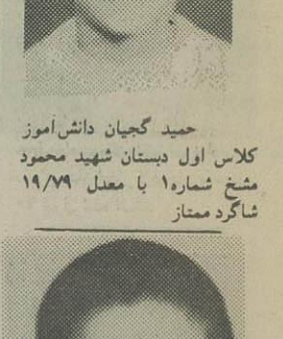 حمید گجیان دانش‌آموز
کلاس اول دبستان شهید محمود
مشخ شماره۱ با معدل ۱۹/۷۹
شاگرد ممتاز